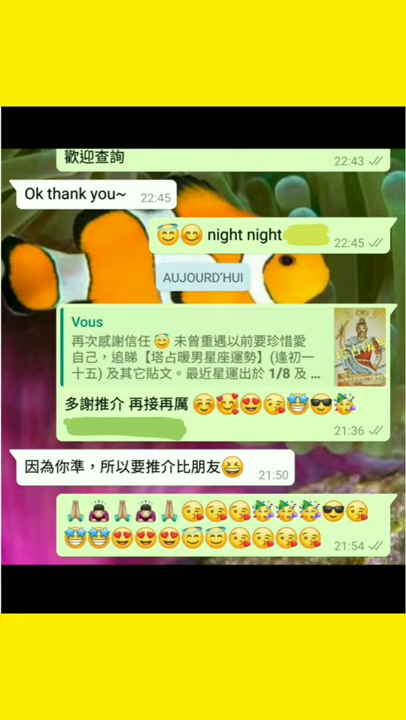 歡迎查詢
22:43
Ok thank you~ 22:45
😇😊 night night
22:45
AUJOURD'HUI
Vous
再次感謝信任 😇 未曾重遇以前要珍惜愛
自己，追睇【塔占暖男星座運勢】(逢初一
十五) 及其它貼文。最近星運出於 1/8 及 ...
多謝推介 再接再厲 😊🥰😍😘🤩😎🥳
21:36
因為你準，所以要推介比朋友😆 21:50
🙏🏼🙇🏻‍♀️🙏🏼🙇🏻‍♀️🙏🏼😘😘😘🥳🥳🥳😎😘
🤩🤩😍😍😍😇😇😘😘😘😘
21:54